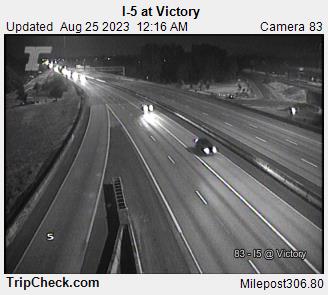 I-5 at Victory
Updated Aug 25 2023 12:16 AM Camera 83
S
83 - I5 @ Victory
TripCheck.com Milepost306.80